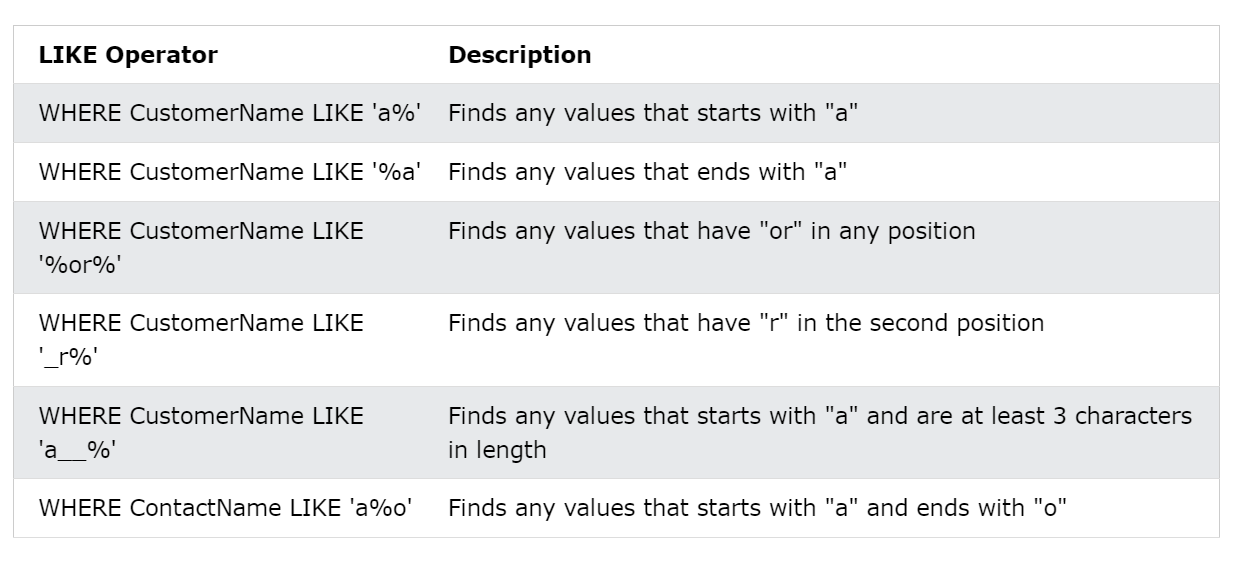 LIKE Operator Description
WHERE CustomerName LIKE 'a%' Finds any values that starts with "a"
WHERE CustomerName LIKE '%a' Finds any values that ends with "a"
WHERE CustomerName LIKE Finds any values that have "or" in any position
'%or%'
WHERE CustomerName LIKE Finds any values that have "r" in the second position
'_r%'
WHERE CustomerName LIKE Finds any values that starts with "a" and are at least 3 characters
'a__%' in length
WHERE ContactName LIKE 'a%o' Finds any values that starts with "a" and ends with "o"